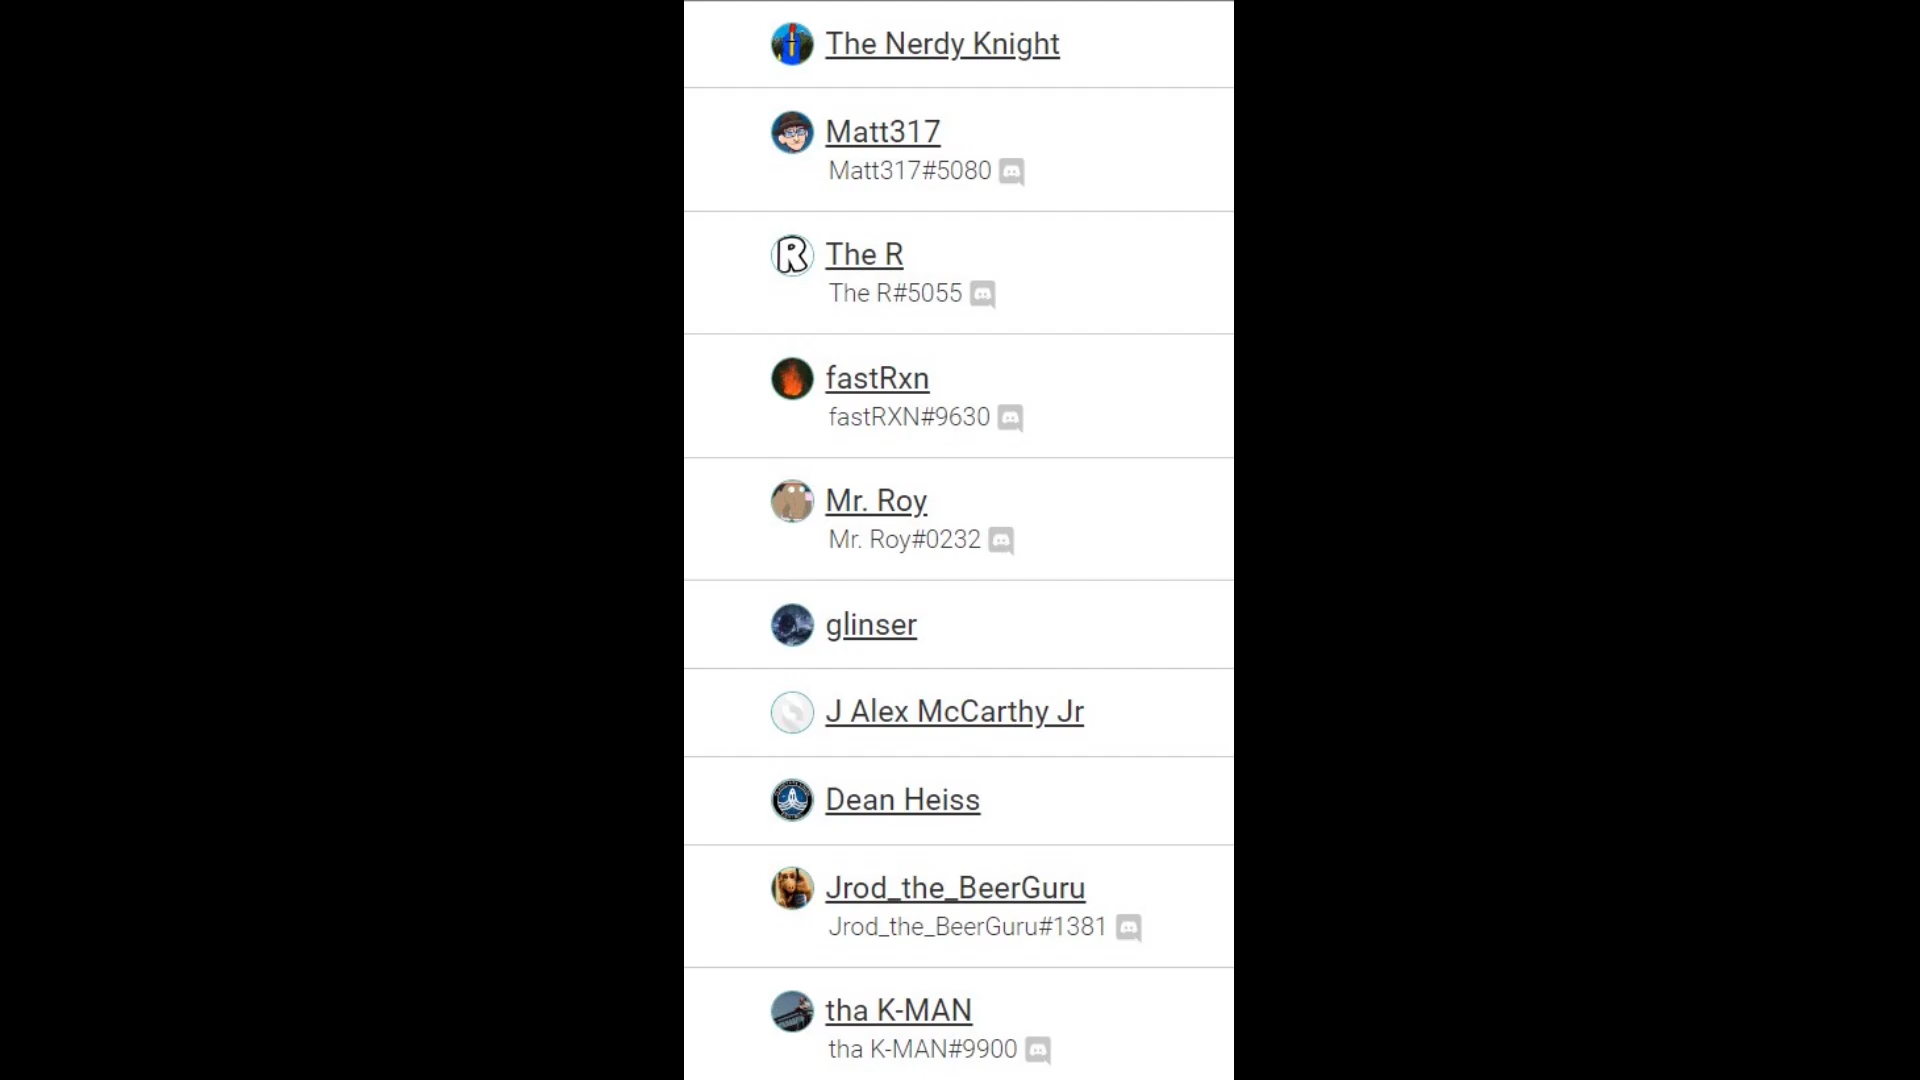 The Nerdy Knight
Matt317
Matt317#5080
R
The R
The R#5055
fastRxn
fastRXN#9630
Mr. Roy
Mr. Roy#0232
glinser
J Alex McCarthy Jr
Dean Heiss
Jrod_the_BeerGuru
Jrod_the_BeerGuru#1381
tha K-MAN
tha K-MAN#9900